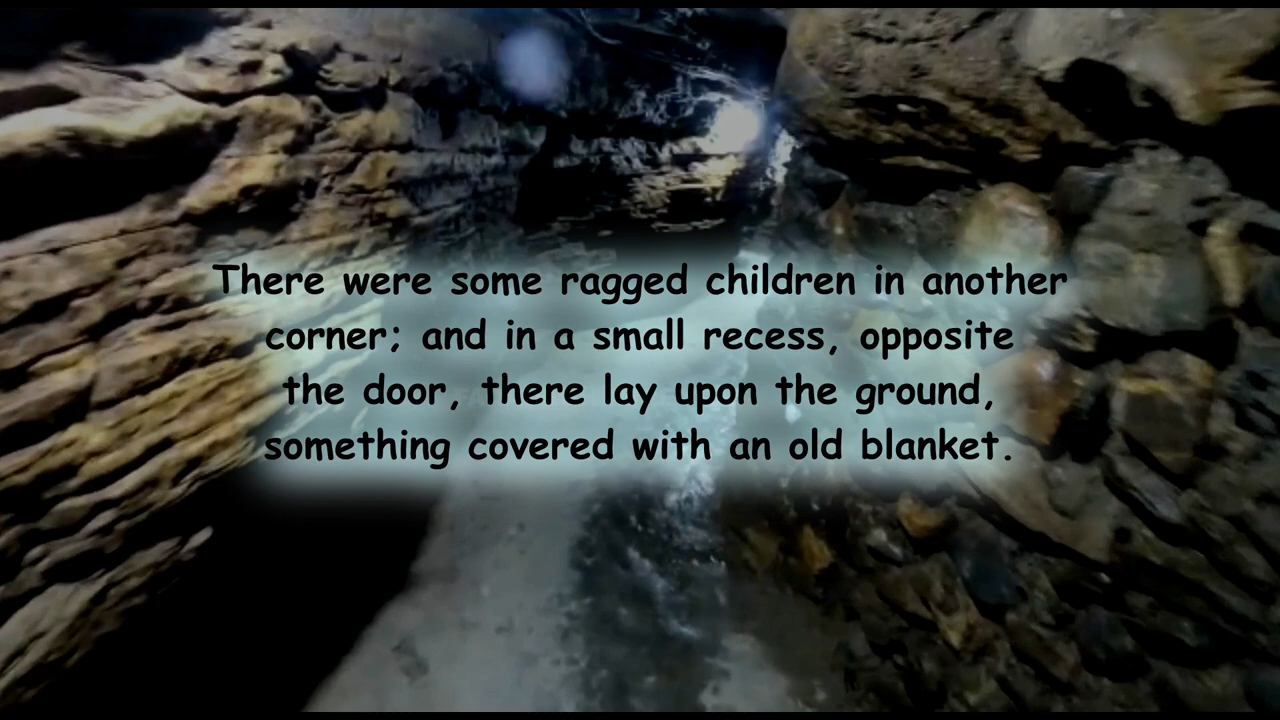 There were some ragged children in another
corner; and in a small recess, opposite
the door, there lay upon the ground,
something covered with an old blanket.